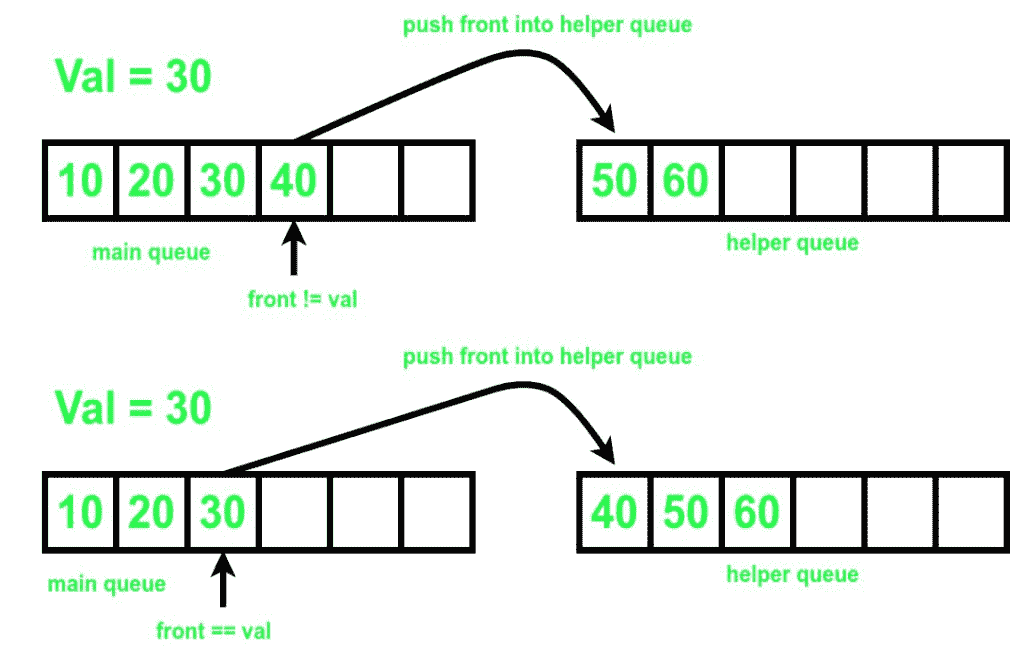 push front into helper queue
Val = 30
10 20 30 40
50 60
main queue
helper queue
front != val
push front into helper queue
Val = 30
10 20 30
40 50 60
main queue
helper queue
front == val